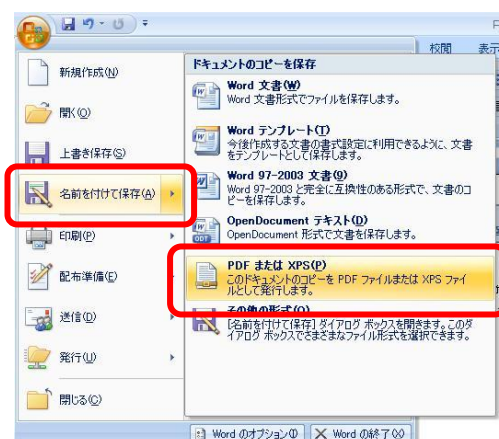 校閲 表示
新規作成(N)
開く(O)
上書き保存(S)
名前を付けて保存(A)
印刷(P)
配布準備(E)
送信(D)
発行(U)
閉じる(C)
ドキュメントのコピーを保存
Word 文書(W)
Word 文書形式でファイルを保存します。
Word テンプレート(T)
今後作成する文書の書式設定に利用できるように、文書
をテンプレートとして保存します。
Word 97-2003 文書(9)
Word 97-2003 と完全に互換性のある形式で、文書のコ
ピーを保存します。
OpenDocument テキスト(D)
OpenDocument 形式で文書を保存します。
PDF または XPS(P)
このドキュメントのコピーを PDF ファイルまたは XPS ファイ
ルとして発行します。
その他の形式(O)
[名前を付けて保存] ダイアログ ボックスを開きます。このダ
イアログ ボックスでさまざまなファイル形式を選択できます。
Word のオプション(I) Word の終了(X)